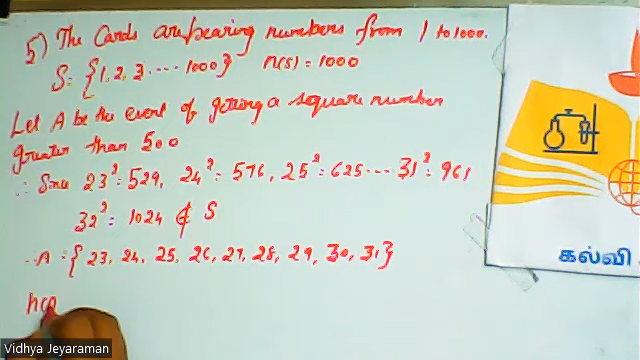 5) The Cards are bearing numbers from 1 to 1000.
S = {1, 2, 3 .... 1000} n(s) = 1000
Let A be the event of getting a square number
greater than 500
∴ Since 23² = 529, 24² = 576, 25² = 625 ... 31² = 961
32² = 1024 ∉ S
∴ A = {23, 24, 25, 26, 27, 28, 29, 30, 31}
n(
கல்வி
Vidhya Jeyaraman